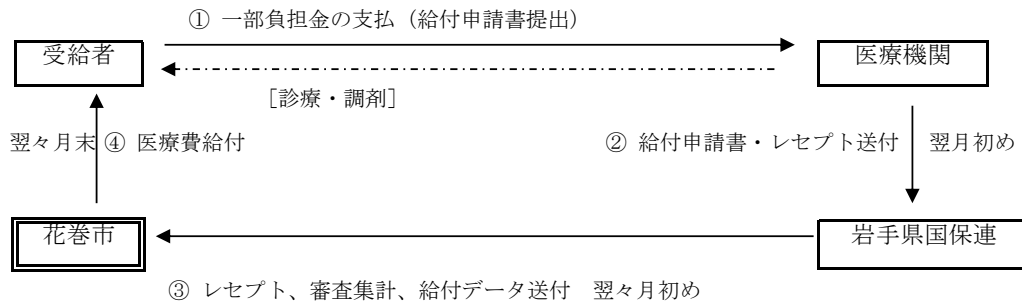 ① 一部負担金の支払（給付申請書提出）
受給者
医療機関
［診療・調剤］
翌々月末 ④ 医療費給付
② 給付申請書・レセプト送付 翌月初め
花巻市
岩手県国保連
③ レセプト、審査集計、給付データ送付　翌々月初め